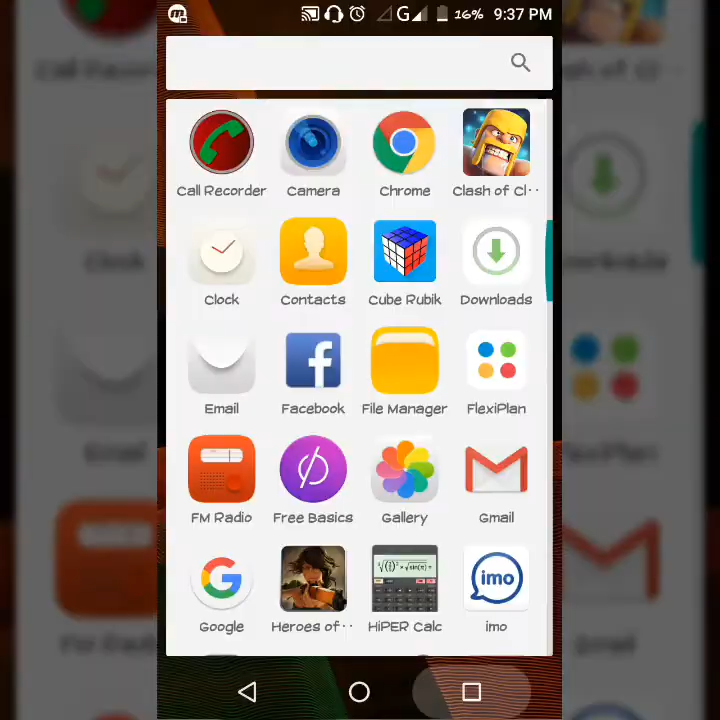 G 16% 9:37 PM
Call Recorder Camera Chrome Clash of Cl··
Clock Contacts Cube Rubik Downloads
Email Facebook File Manager FlexiPlan
FM Radio Free Basics Gallery Gmail
imo
Google Heroes of·· HiPER Calc imo